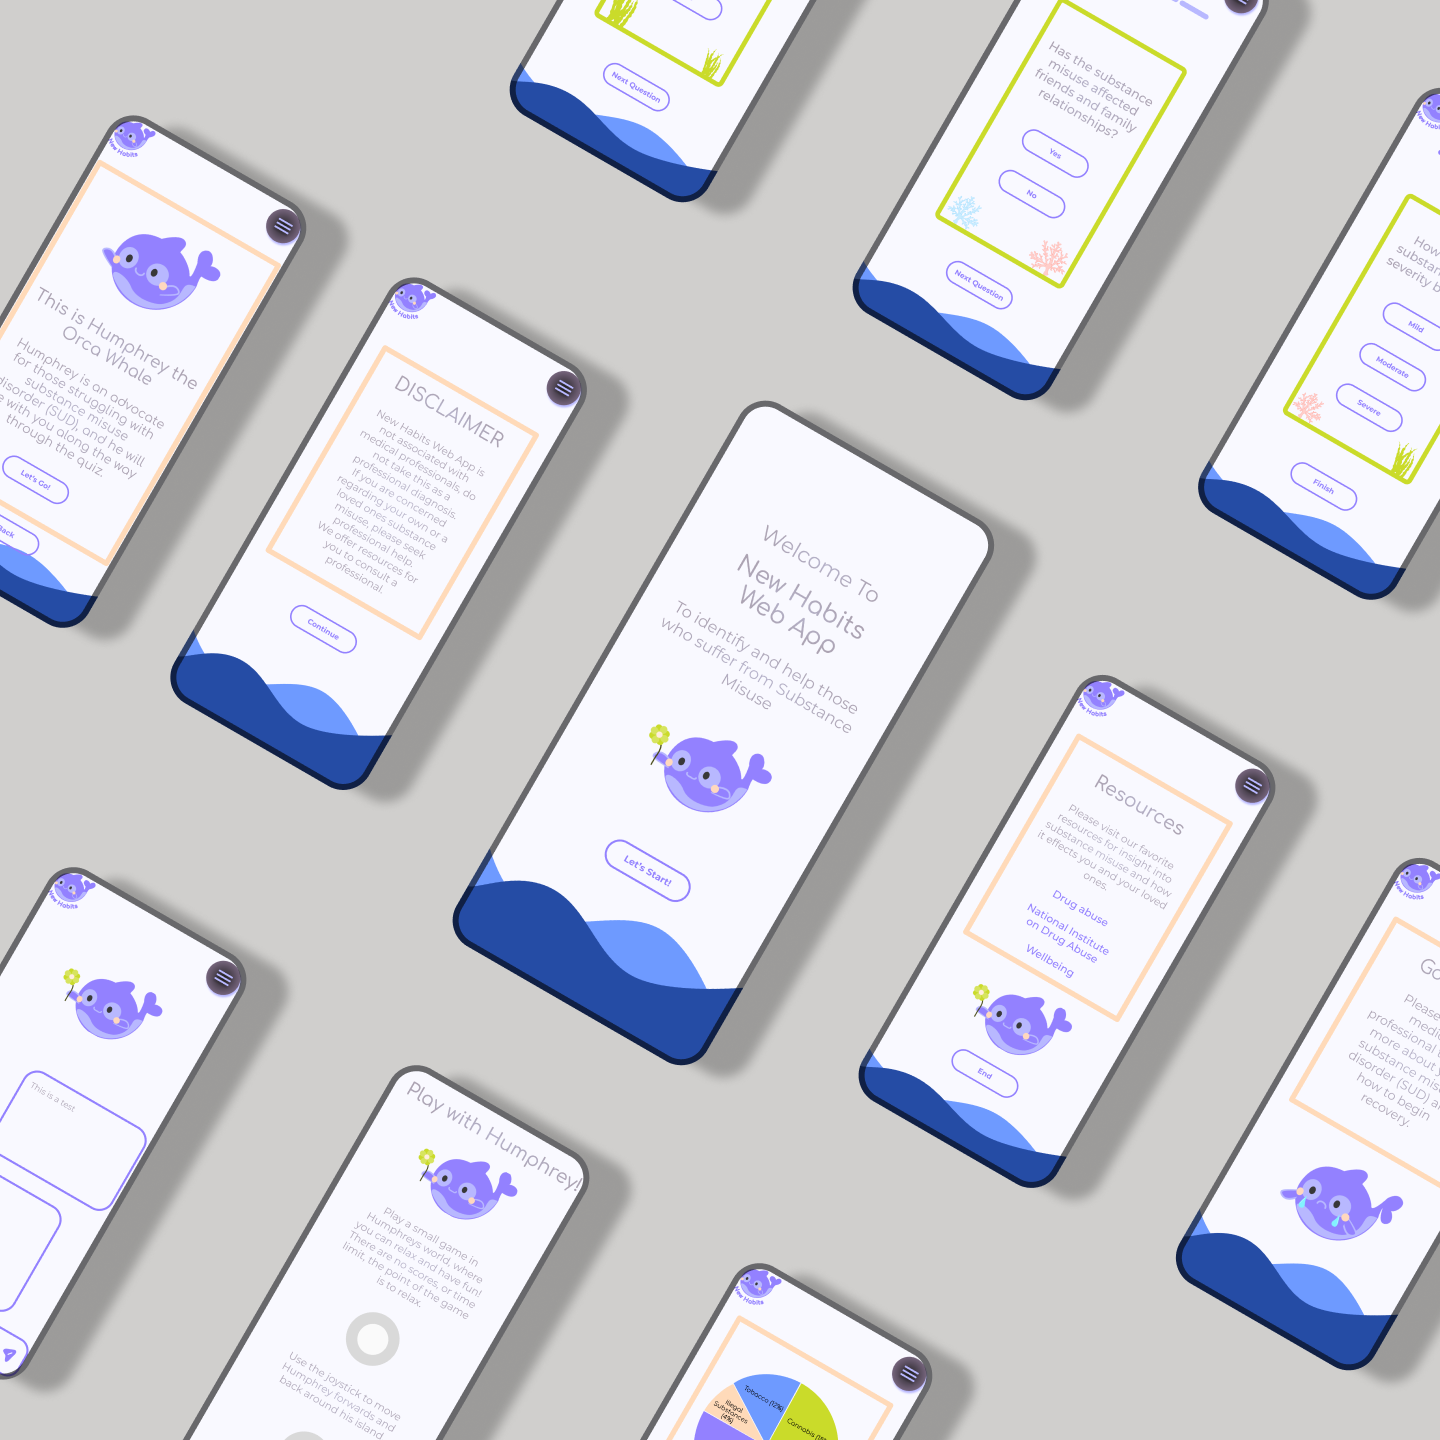 Next Question
Has the substance
misuse affected
friends and family
relationships?
Yes
No
Next Question
New Habits
This is Humphrey the
Orca Whale
Humphrey is an advocate
for those struggling with
substance misuse
disorder (SUD), and he will
with you along the way
through the quiz.
Let's Go!
Back
New Habits
DISCLAIMER
New Habits Web App is
not associated with
medical professionals, do
not take this as a
professional diagnosis.
If you are concerned
regarding your own or a
loved ones substance
misuse, please seek
professional help.
We offer resources for
you to consult a
professional.
Continue
How
substan
severity b
Mild
Moderate
Severe
Finish
Welcome To
New Habits
Web App
To identify and help those
who suffer from Substance
Misuse
Let's Start!
New Habits
Resources
Please visit our favorite
resources for insight into
substance misuse and how
it effects you and your loved
ones.
Drug abuse
National Institute
on Drug Abuse
Wellbeing
End
New Habits
This is a test
Play with Humphrey!
Play a small game in
Humphreys world, where
you can relax and have fun!
There are no scores, or time
limit, the point of the game
is to relax.
Use the joystick to move
Humphrey forwards and
back around his island
New Habits
Tobacco (12%)
Illegal
Substances
(4%)
Cannabis
New Habits
Go
Please
medic
professional
more about y
substance mis
disorder (SUD) a
how to begin
recovery.